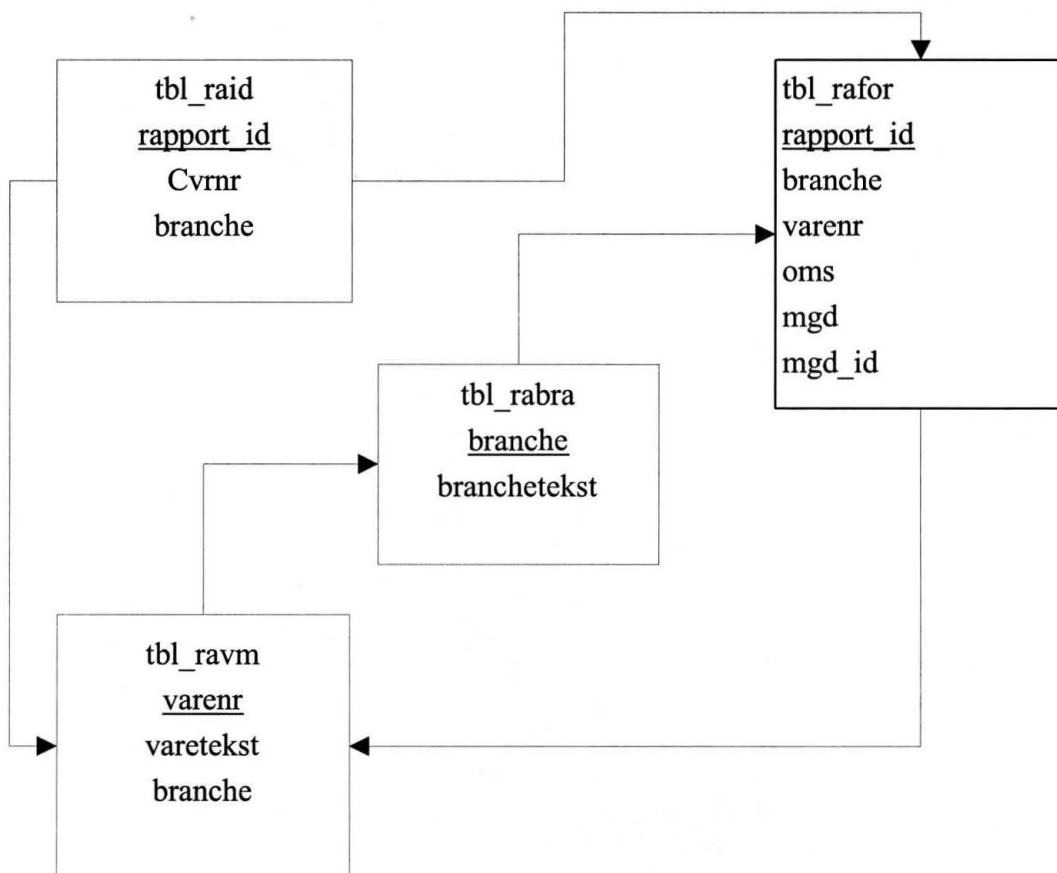 tbl_raid
rapport_id
Cvrnr
branche
tbl_rafor
rapport_id
branche
varenr
oms
mgd
mgd_id
tbl_rabra
branche
branchetekst
tbl_ravm
varenr
varetekst
branche